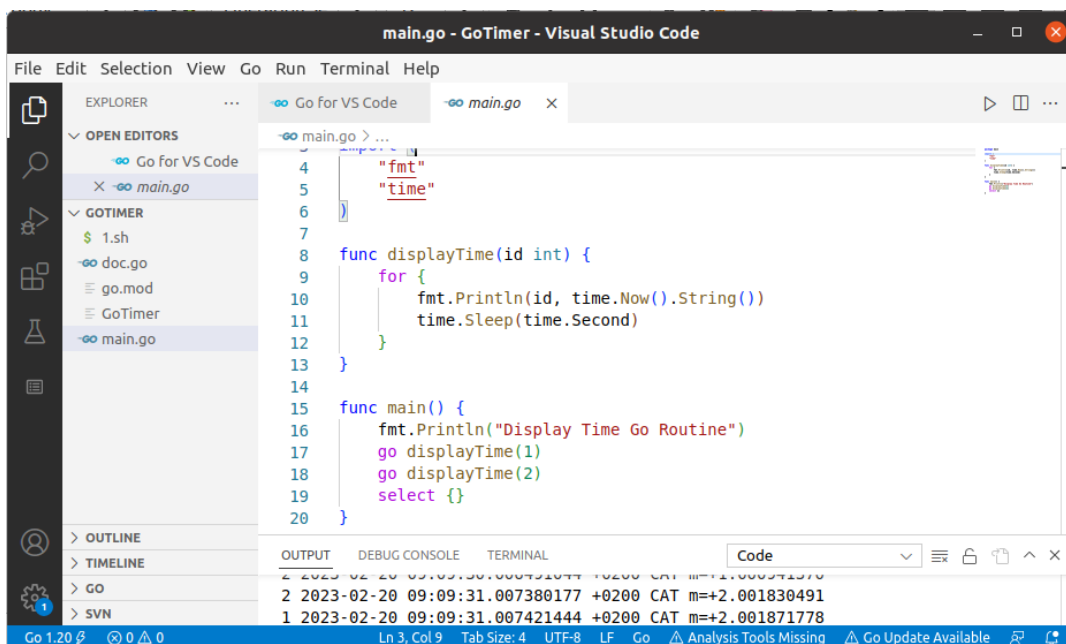 main.go - GoTimer - Visual Studio Code
File Edit Selection View Go Run Terminal Help
EXPLORER
OPEN EDITORS
Go for VS Code
main.go
GOTIMER
$ 1.sh
doc.go
go.mod
GoTimer
main.go
OUTLINE
TIMELINE
GO
SVN
Go for VS Code
main.go
main.go > ...
3 import (
4 "fmt"
5 "time"
6 )
7
8 func displayTime(id int) {
9 for {
10 fmt.Println(id, time.Now().String())
11 time.Sleep(time.Second)
12 }
13 }
14
15 func main() {
16 fmt.Println("Display Time Go Routine")
17 go displayTime(1)
18 go displayTime(2)
19 select {}
20 }
OUTPUT DEBUG CONSOLE TERMINAL Code
2 2023-02-20 09:09:31.007380177 +0200 CAT m=+2.001830491
1 2023-02-20 09:09:31.007421444 +0200 CAT m=+2.001871778
1
Go 1.20 0 0 Ln 3, Col 9 Tab Size: 4 UTF-8 LF Go Analysis Tools Missing Go Update Available